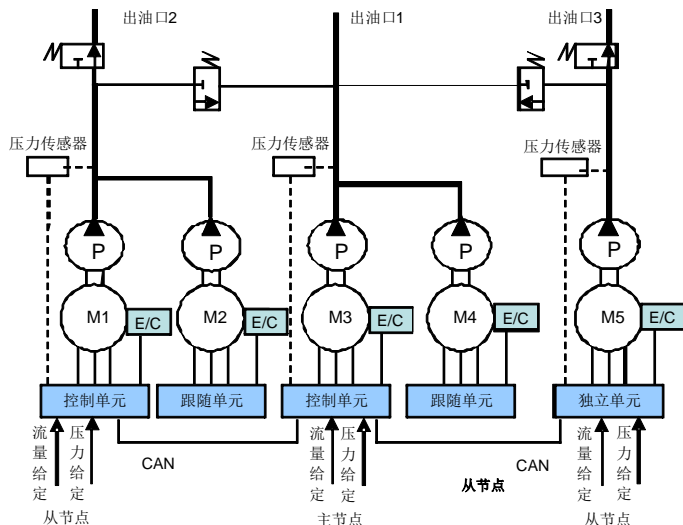 出油口2
出油口1
出油口3
压力传感器
压力传感器
压力传感器
P
P
P
P
P
M1
E/C
M2
E/C
M3
E/C
M4
E/C
M5
E/C
控制单元
跟随单元
控制单元
跟随单元
独立单元
流量给定
压力给定
CAN
流量给定
压力给定
CAN
流量给定
压力给定
从节点
从节点
主节点
从节点